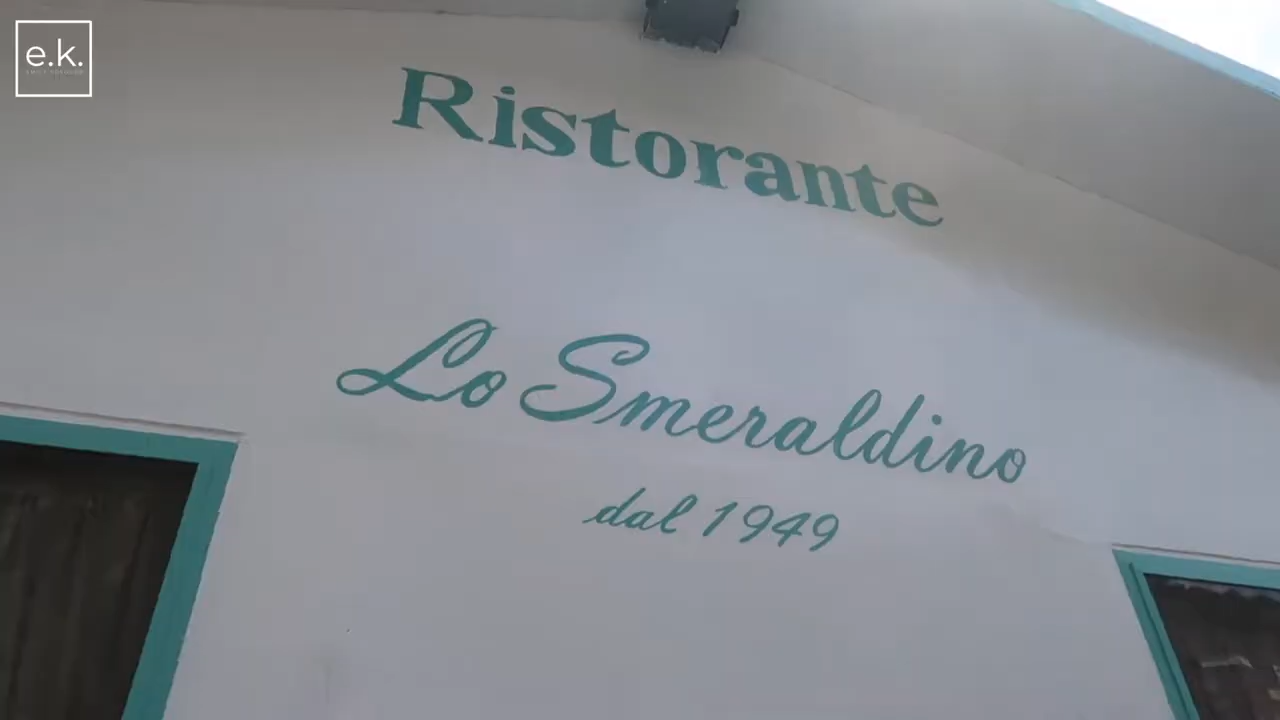 e.k.
Ristorante
Lo Smeraldino
dal 1949